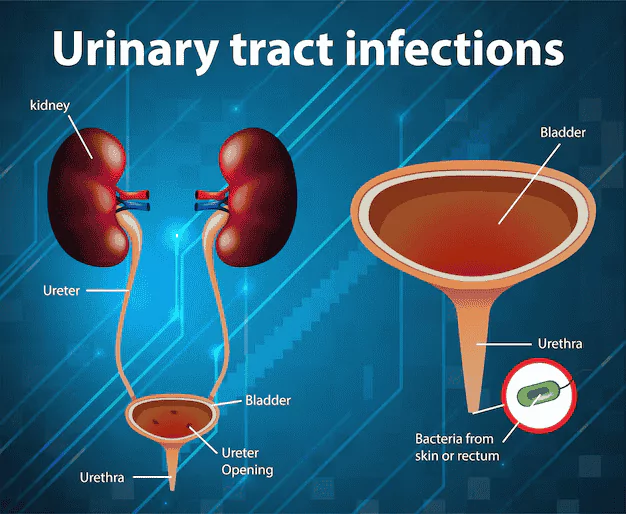 Urinary tract infections
kidney
Ureter
Bladder
Ureter
Opening
Urethra
Bladder
Urethra
Bacteria from
skin or rectum